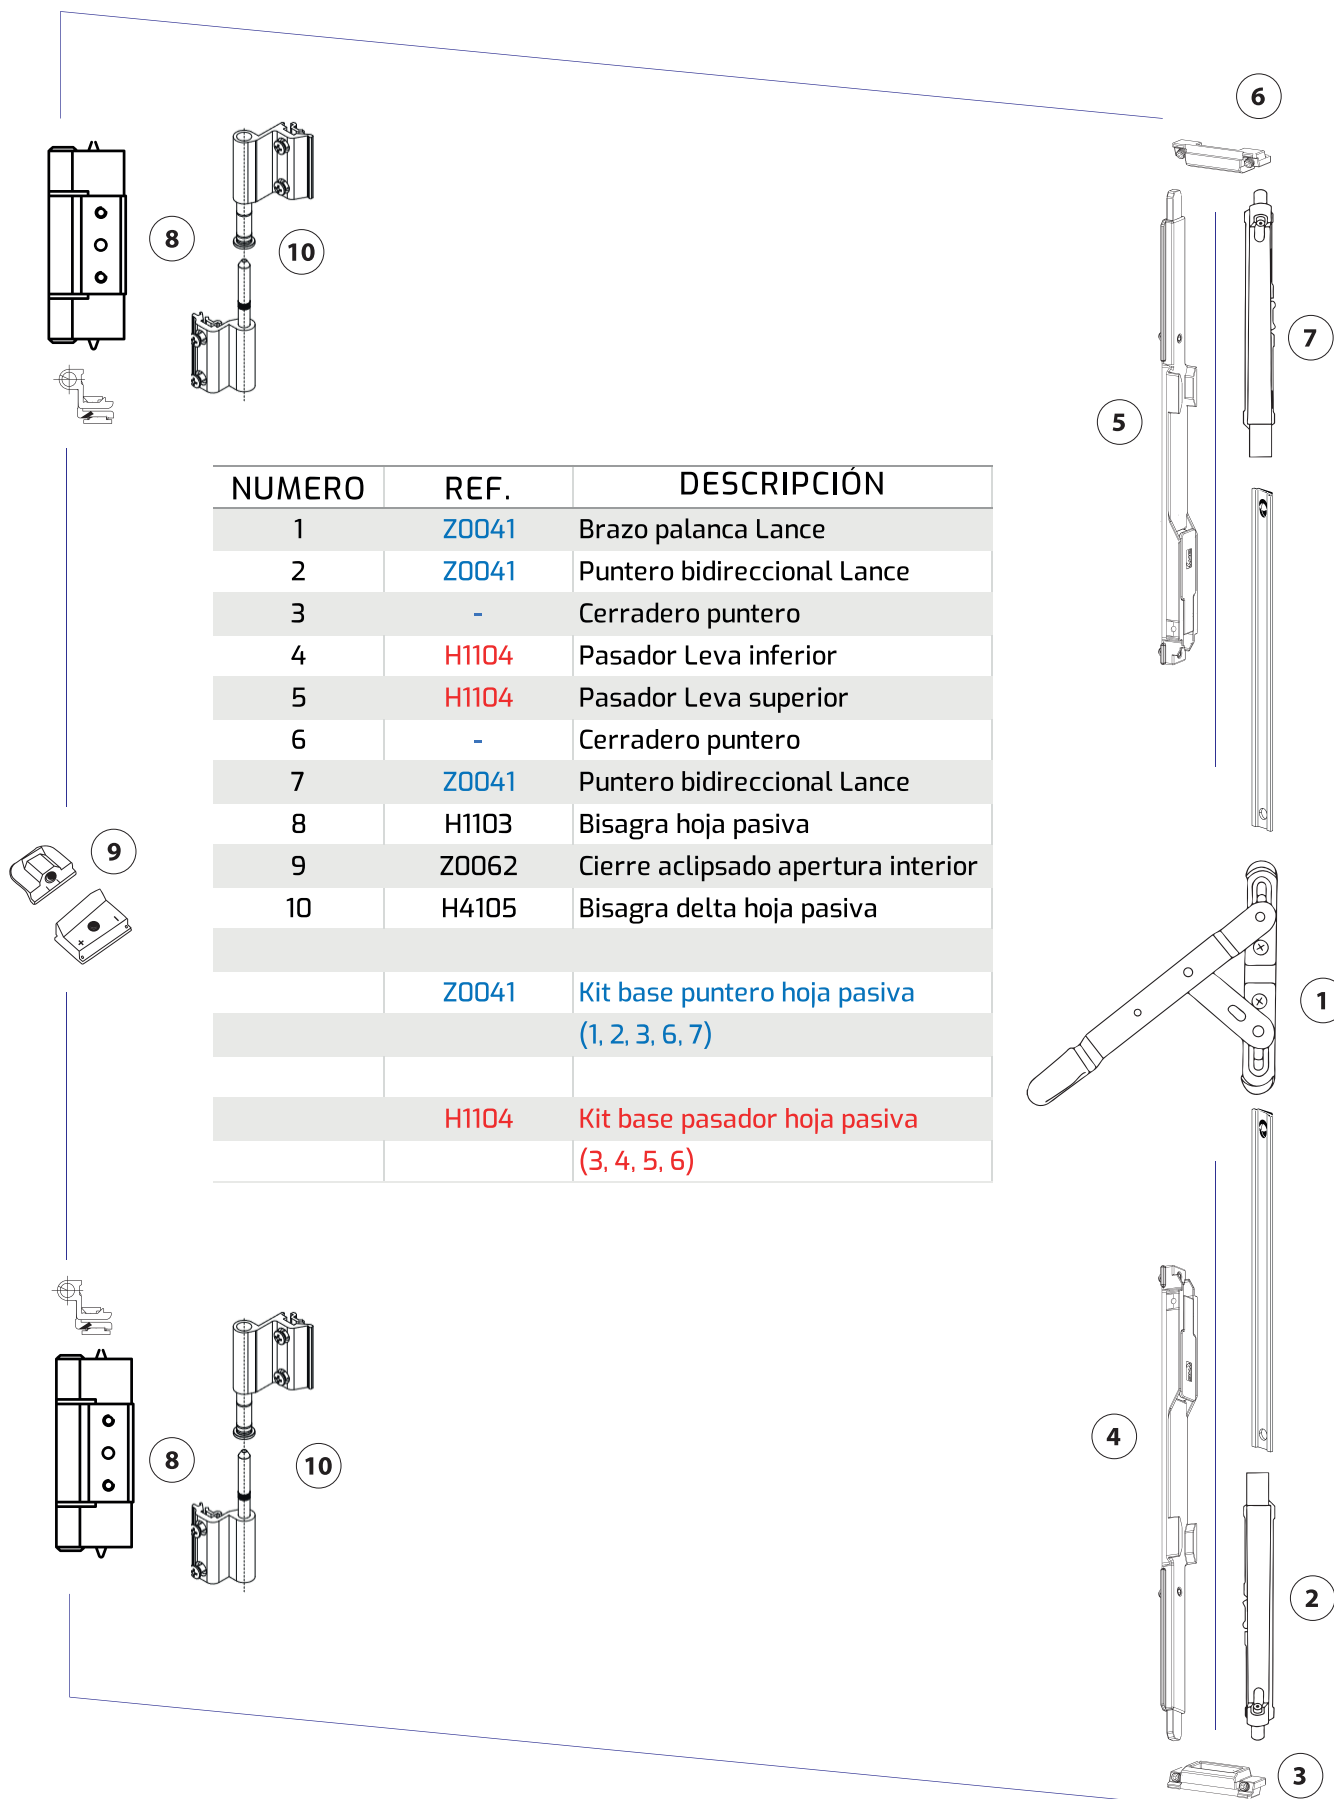 6
8
10
7
5
NUMERO REF. DESCRIPCIÓN
1 Z0041 Brazo palanca Lance
2 Z0041 Puntero bidireccional Lance
3 - Cerradero puntero
4 H1104 Pasador Leva inferior
5 H1104 Pasador Leva superior
6 - Cerradero puntero
7 Z0041 Puntero bidireccional Lance
8 H1103 Bisagra hoja pasiva
9 Z0062 Cierre aclipsado apertura interior
10 H4105 Bisagra delta hoja pasiva
Z0041 Kit base puntero hoja pasiva
(1, 2, 3, 6, 7)
H1104 Kit base pasador hoja pasiva
(3, 4, 5, 6)
9
+ -
1
4
8
10
2
3